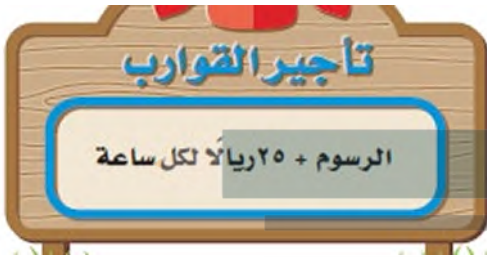 تأجير القوارب
الرسوم + ٢٥ ريالًا لكل ساعة